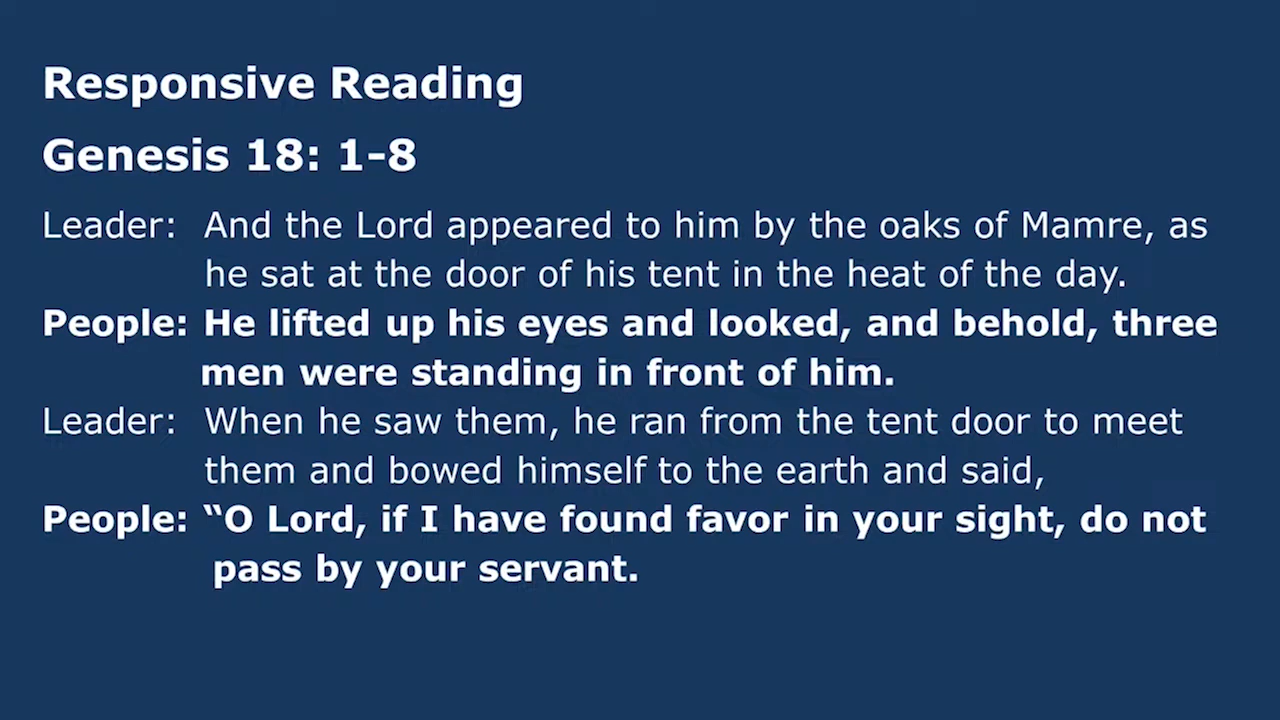 Responsive Reading
Genesis 18: 1-8
Leader: And the Lord appeared to him by the oaks of Mamre, as
he sat at the door of his tent in the heat of the day.
People: He lifted up his eyes and looked, and behold, three
men were standing in front of him.
Leader: When he saw them, he ran from the tent door to meet
them and bowed himself to the earth and said,
People: “O Lord, if I have found favor in your sight, do not
pass by your servant.